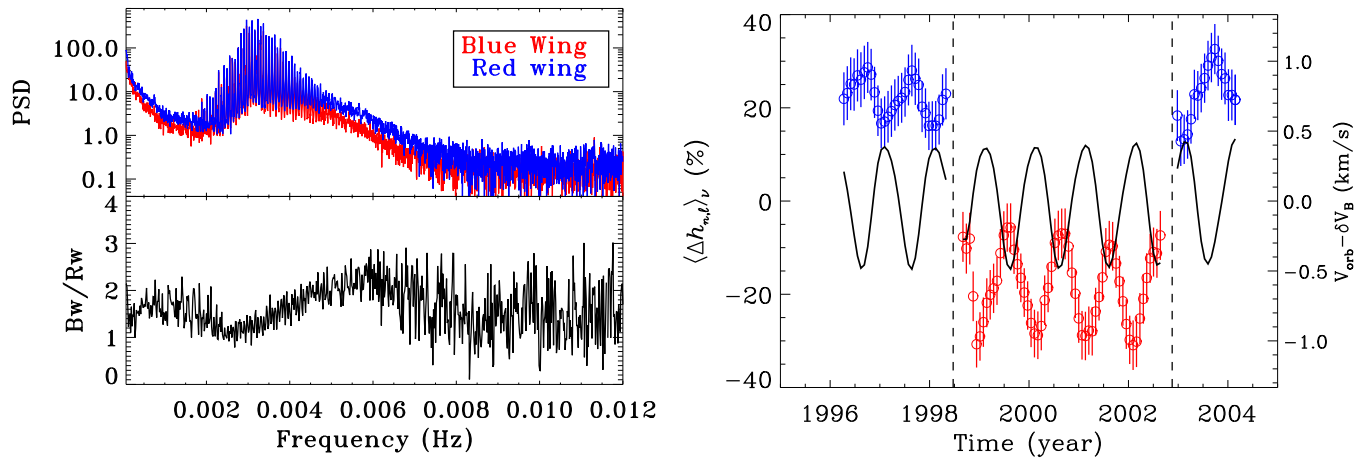 PSD
100.0
10.0
1.0
0.1
Blue Wing
Red wing
Bw/Rw
4
3
2
1
0
0.002 0.004 0.006 0.008 0.010 0.012
Frequency (Hz)
⟨Δh_{n,ℓ}⟩_ν (%)
40
20
0
−20
−40
1996 1998 2000 2002 2004
Time (year)
1.0
0.5
0.0
−0.5
−1.0
V_{orb}−δV_B (km/s)